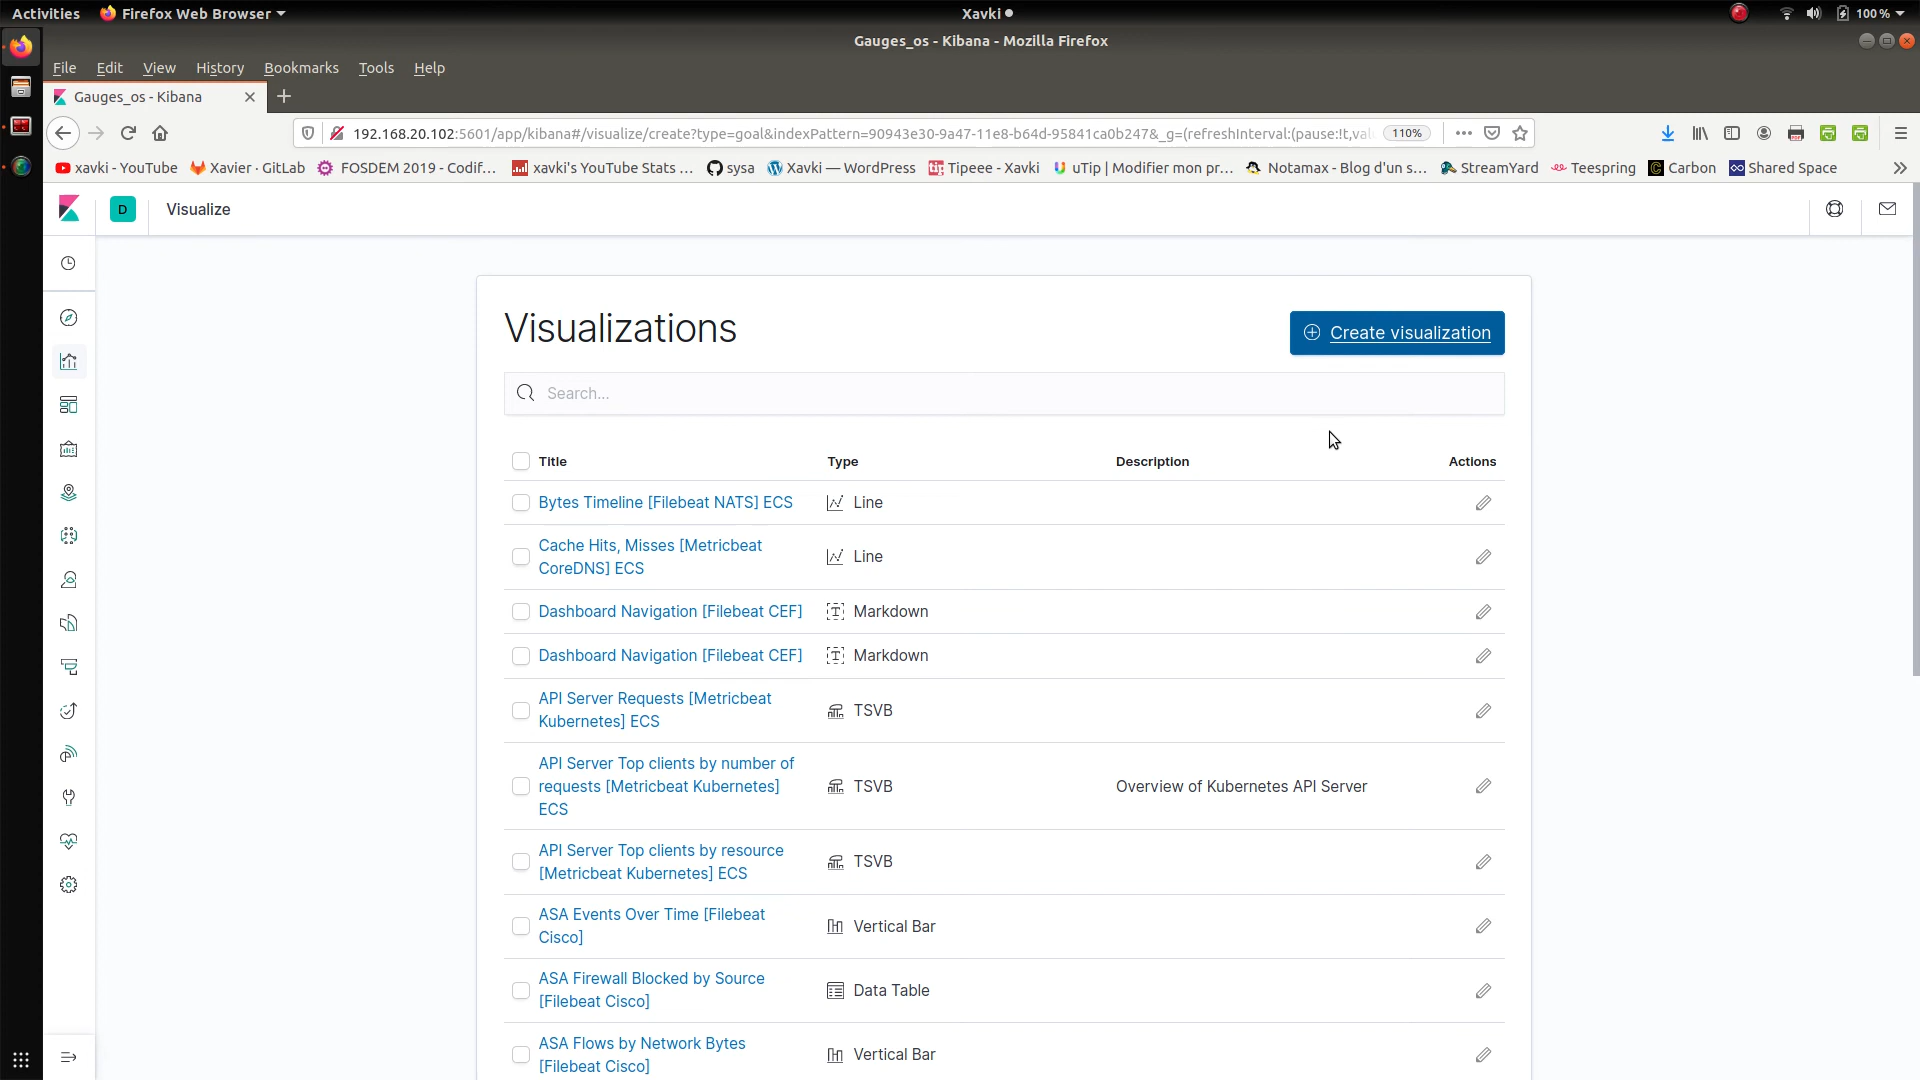 Activities
Firefox Web Browser
Xavki
100 %
Gauges_os - Kibana - Mozilla Firefox
File Edit View History Bookmarks Tools Help
Gauges_os - Kibana
192.168.20.102:5601/app/kibana#/visualize/create?type=goal&indexPattern=90943e30-9a47-11e8-b64d-95841ca0b247&_g=(refreshInterval:(pause:!t,val
110%
xavki - YouTube
Xavier · GitLab
FOSDEM 2019 - Codif...
xavki's YouTube Stats ...
sysa
Xavki — WordPress
Tipeee - Xavki
uTip | Modifier mon pr...
Notamax - Blog d'un s...
StreamYard
Teespring
Carbon
Shared Space
D
Visualize
Visualizations
Create visualization
Search...
Title Type Description Actions
Bytes Timeline [Filebeat NATS] ECS
Line
Cache Hits, Misses [Metricbeat
CoreDNS] ECS
Line
Dashboard Navigation [Filebeat CEF]
Markdown
Dashboard Navigation [Filebeat CEF]
Markdown
API Server Requests [Metricbeat
Kubernetes] ECS
TSVB
API Server Top clients by number of
requests [Metricbeat Kubernetes]
ECS
TSVB
Overview of Kubernetes API Server
API Server Top clients by resource
[Metricbeat Kubernetes] ECS
TSVB
ASA Events Over Time [Filebeat
Cisco]
Vertical Bar
ASA Firewall Blocked by Source
[Filebeat Cisco]
Data Table
ASA Flows by Network Bytes
[Filebeat Cisco]
Vertical Bar